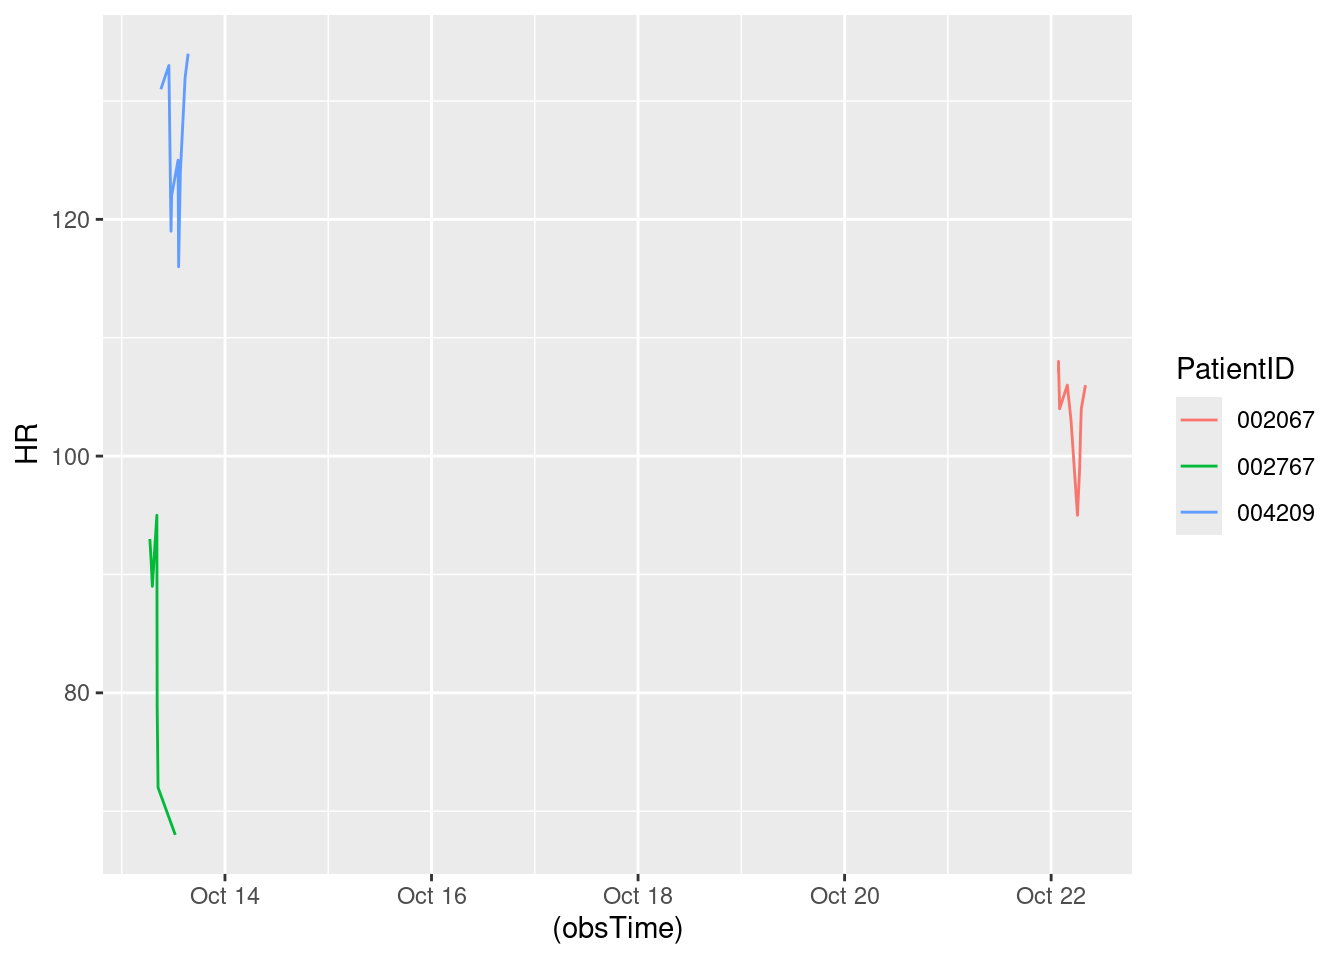 HR
120
100
80
Oct 14
Oct 16
Oct 18
Oct 20
Oct 22
(obsTime)
PatientID
002067
002767
004209